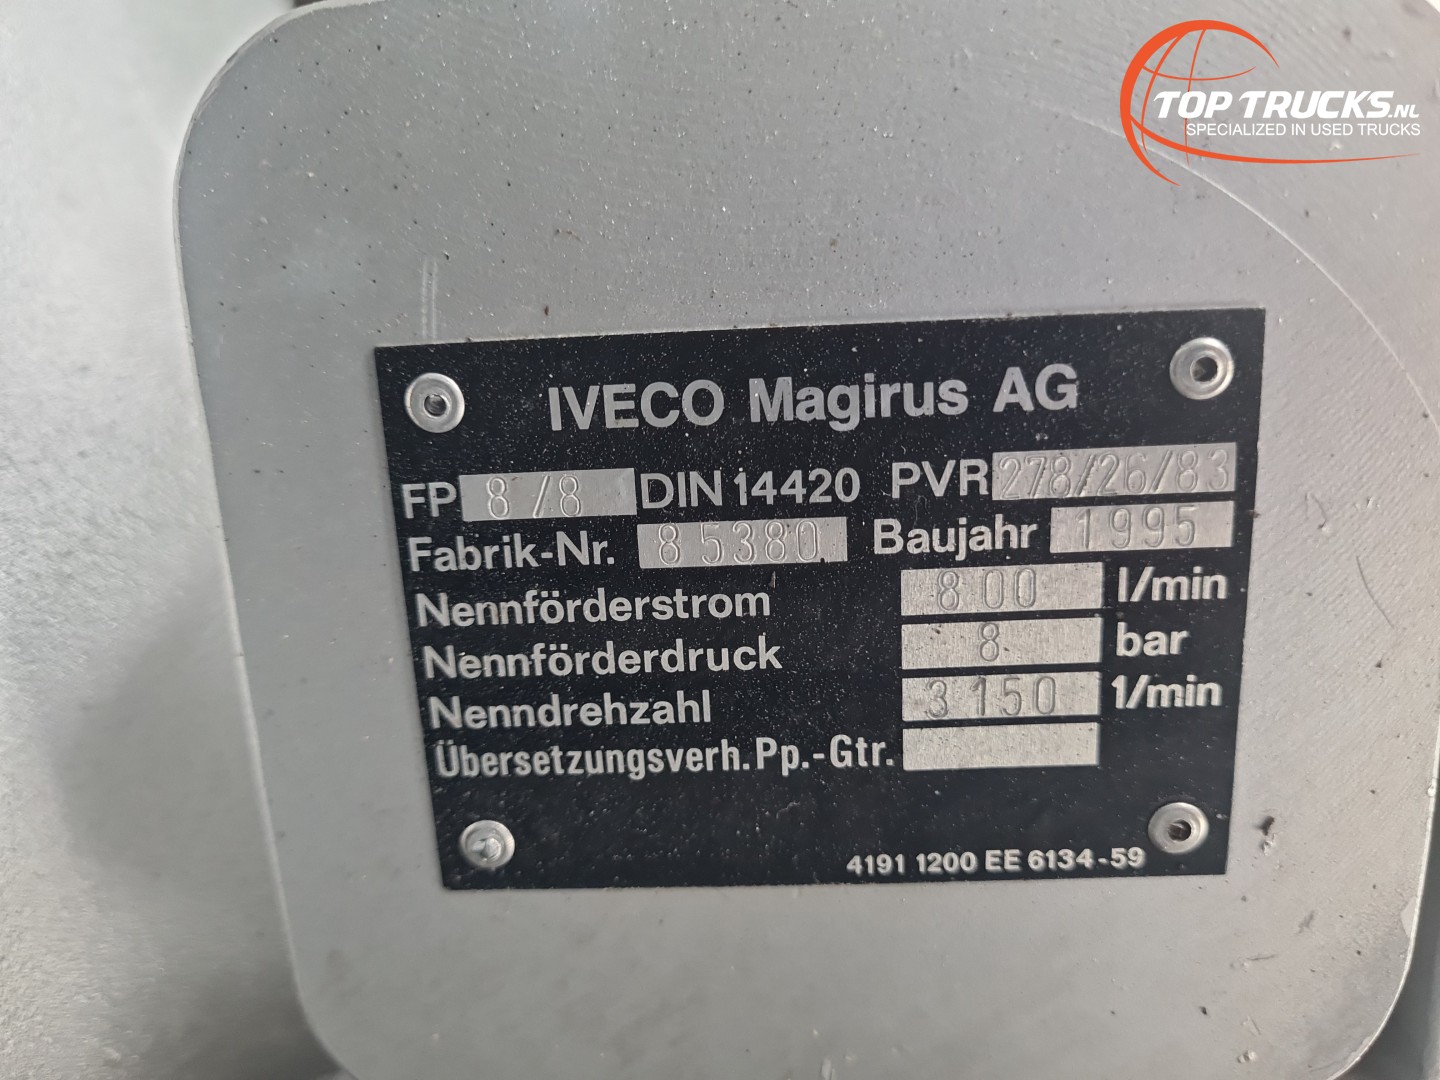 TOP TRUCKS.NL
SPECIALIZED IN USED TRUCKS
IVECO Magirus AG
FP 8/8 DIN 14420 PVR 278/26/83
Fabrik-Nr. 85380 Baujahr 1995
Nennförderstrom 800 l/min
Nennförderdruck 8 bar
Nenndrehzahl 3150 1/min
Übersetzungsverh. Pp.-Gtr.
4191 1200 EE 6134-59